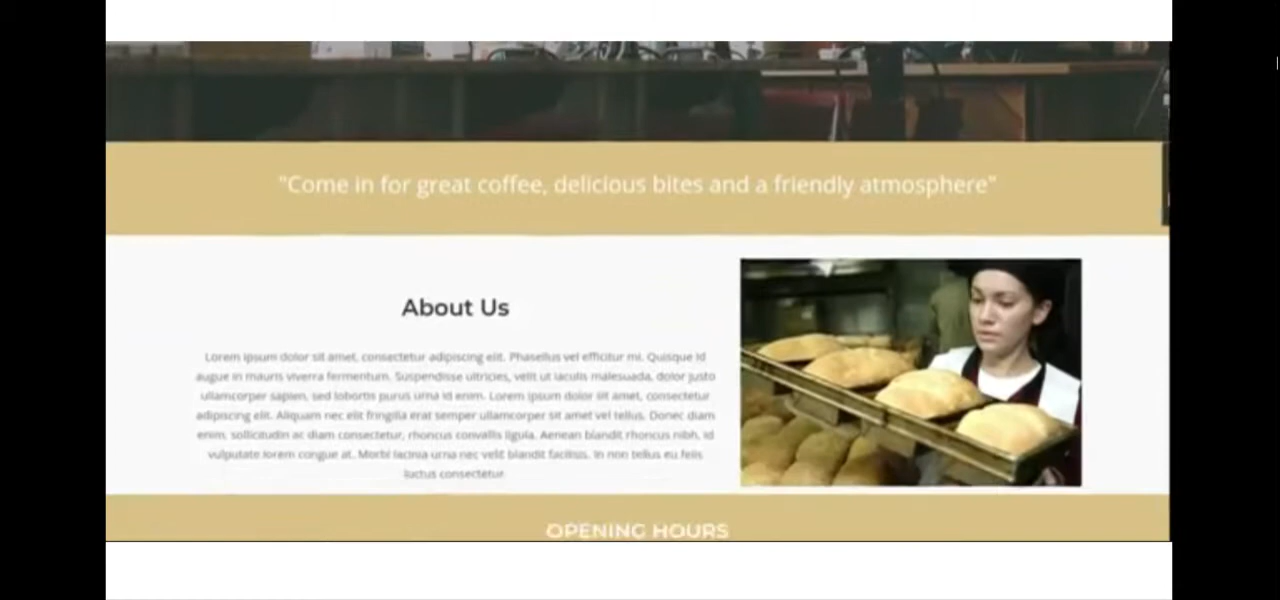 "Come in for great coffee, delicious bites and a friendly atmosphere"
About Us
Lorem ipsum dolor sit amet, consectetur adipiscing elit. Phasellus vel efficitur mi. Quisque id
augue in mauris viverra fermentum. Suspendisse ultricies, velit ut iaculis malesuada, dolor justo
ullamcorper sapien, sed lobortis purus urna id enim. Lorem ipsum dolor sit amet, consectetur
adipiscing elit. Aliquam nec elit fringilla erat semper ullamcorper sit amet vel tellus. Donec diam
enim, sollicitudin ac diam consectetur, rhoncus convallis ligula. Aenean blandit rhoncus nibh, id
vulputate lorem congue at. Morbi lacinia urna nec velit blandit facilisis. In non tellus eu felis
luctus consectetur.
OPENING HOURS